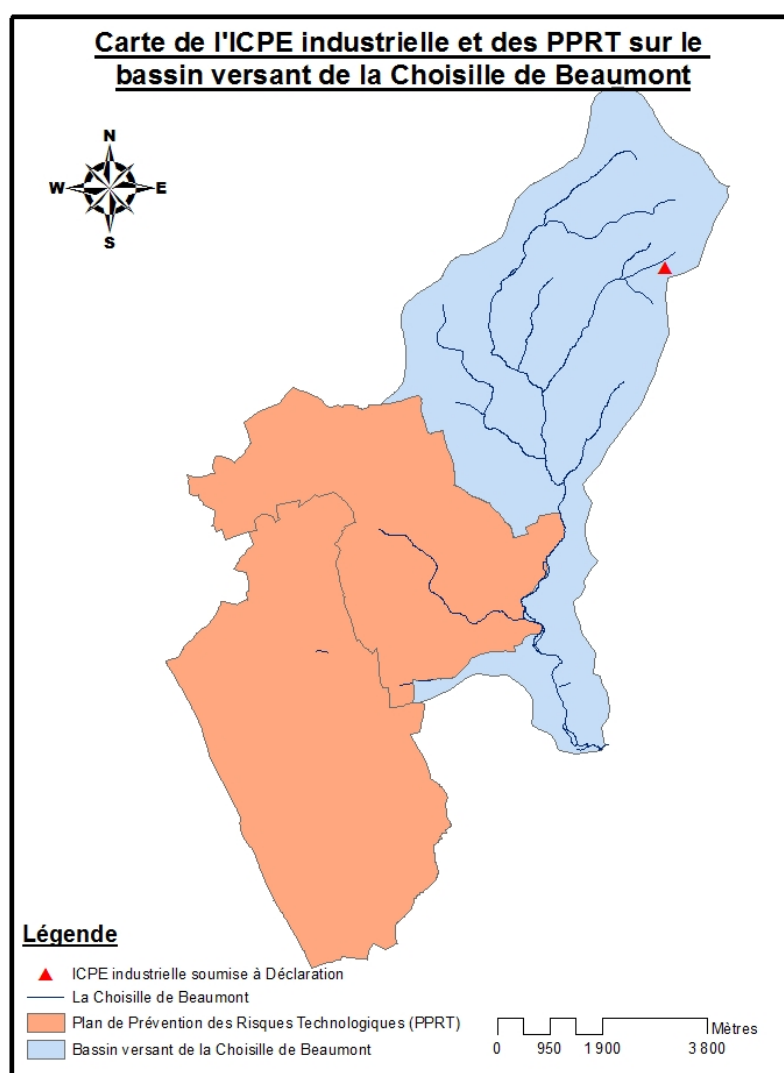 Carte de l'ICPE industrielle et des PPRT sur le
bassin versant de la Choisille de Beaumont
N
W E
S
Légende
ICPE industrielle soumise à Déclaration
La Choisille de Beaumont
Plan de Prévention des Risques Technologiques (PPRT)
Bassin versant de la Choisille de Beaumont
Mètres
0 950 1 900 3 800